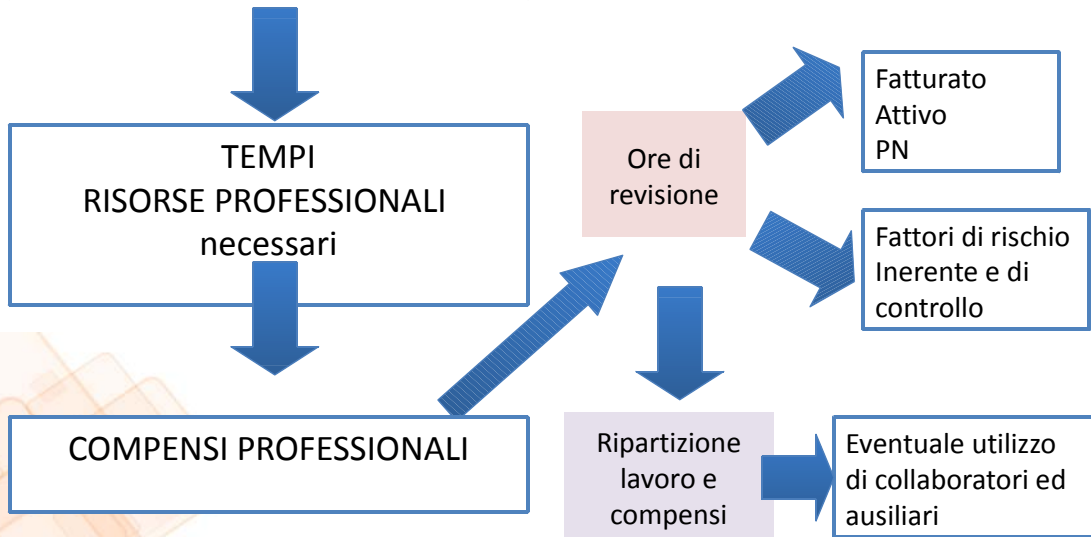 TEMPI
RISORSE PROFESSIONALI
necessari
COMPENSI PROFESSIONALI
Ore di
revisione
Fatturato
Attivo
PN
Fattori di rischio
Inerente e di
controllo
Ripartizione
lavoro e
compensi
Eventuale utilizzo
di collaboratori ed
ausiliari